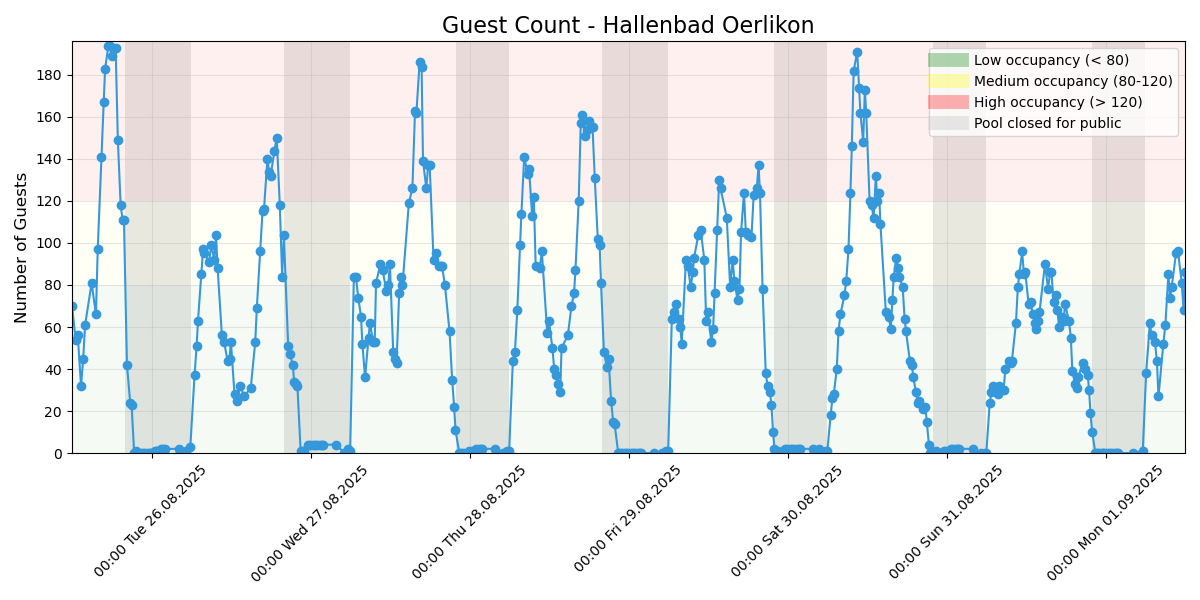 Guest Count - Hallenbad Oerlikon
Low occupancy (< 80)
Medium occupancy (80-120)
High occupancy (> 120)
Pool closed for public
Number of Guests
180
160
140
120
100
80
60
40
20
0
00:00 Tue 26.08.2025
00:00 Wed 27.08.2025
00:00 Thu 28.08.2025
00:00 Fri 29.08.2025
00:00 Sat 30.08.2025
00:00 Sun 31.08.2025
00:00 Mon 01.09.2025